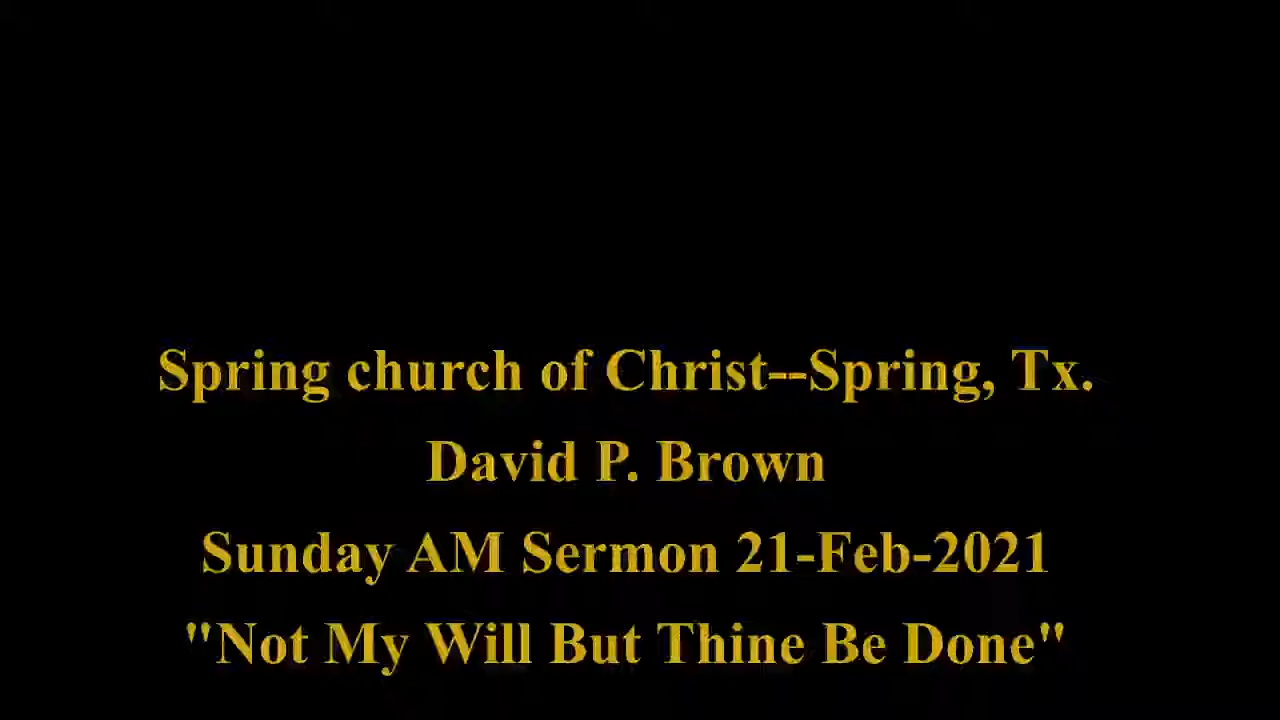 Spring church of Christ--Spring, Tx.
David P. Brown
Sunday AM Sermon 21-Feb-2021
"Not My Will But Thine Be Done"